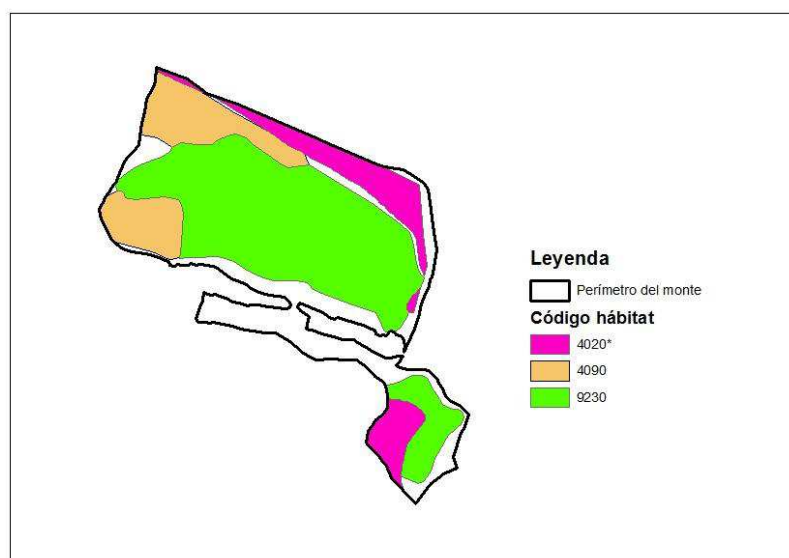 Leyenda
Perímetro del monte
Código hábitat
4020*
4090
9230